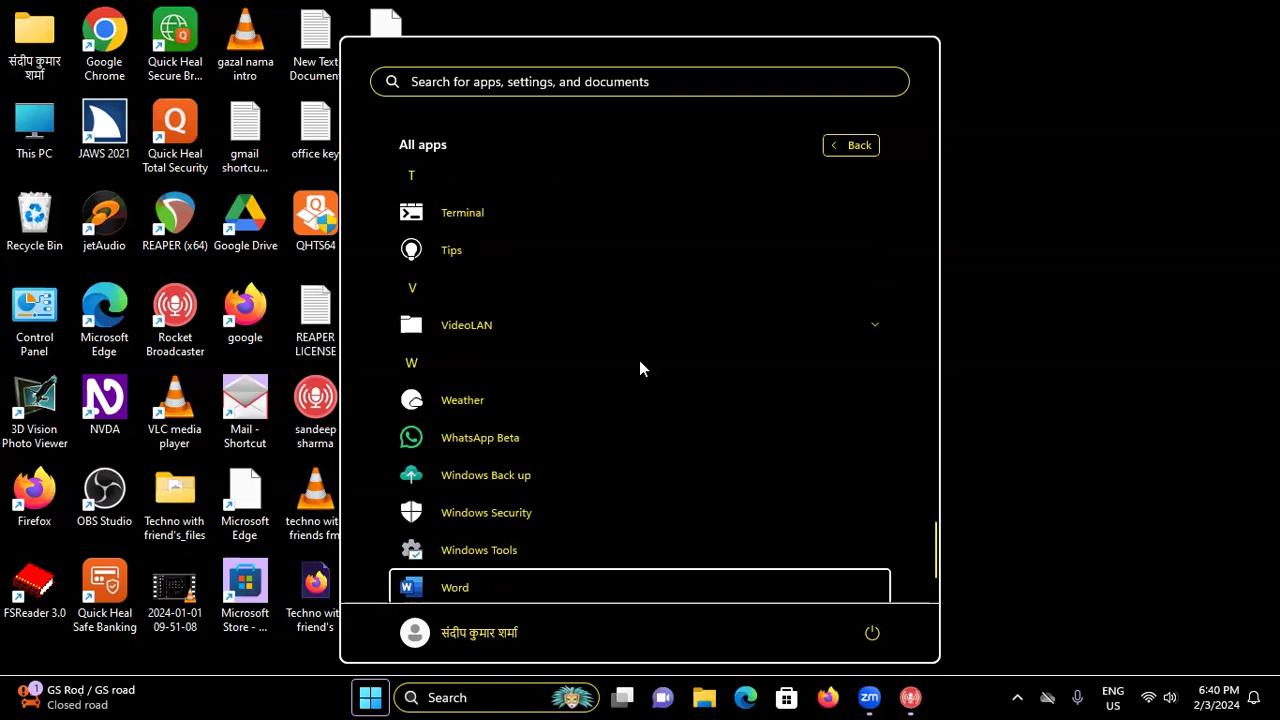 संदीप कुमार
शर्मा
Google
Chrome
Quick Heal
Secure Br...
gazal nama
intro
New Text
Document
This PC
JAWS 2021
Quick Heal
Total Security
gmail
shortcu...
office key
Recycle Bin
jetAudio
REAPER (x64)
Google Drive
QHTS64
Control
Panel
Microsoft
Edge
Rocket
Broadcaster
google
REAPER
LICENSE
3D Vision
Photo Viewer
NVDA
VLC media
player
Mail -
Shortcut
sandeep
sharma
Firefox
OBS Studio
Techno with
friend's_files
Microsoft
Edge
techno wit
friends fm
FSReader 3.0
Quick Heal
Safe Banking
2024-01-01
09-51-08
Microsoft
Store - ...
Techno wit
friend's
Search for apps, settings, and documents
All apps
Back
T
Terminal
Tips
V
VideoLAN
W
Weather
WhatsApp Beta
Windows Back up
Windows Security
Windows Tools
Word
संदीप कुमार शर्मा
1
GS Rod / GS road
Closed road
Search
zm
ENG
US
6:40 PM
2/3/2024